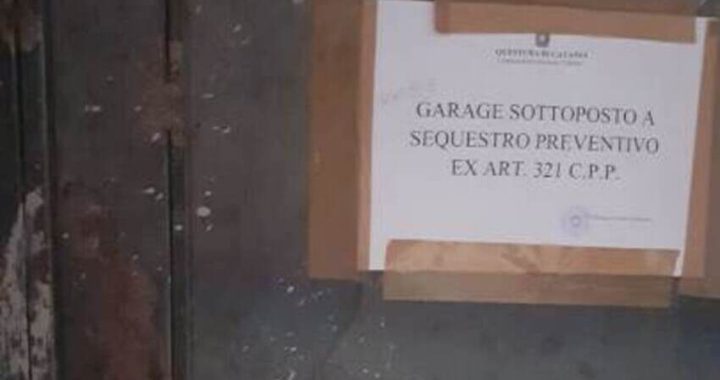 QUESTURA DI CATANIA
GARAGE SOTTOPOSTO A
SEQUESTRO PREVENTIVO
EX ART. 321 C.P.P.